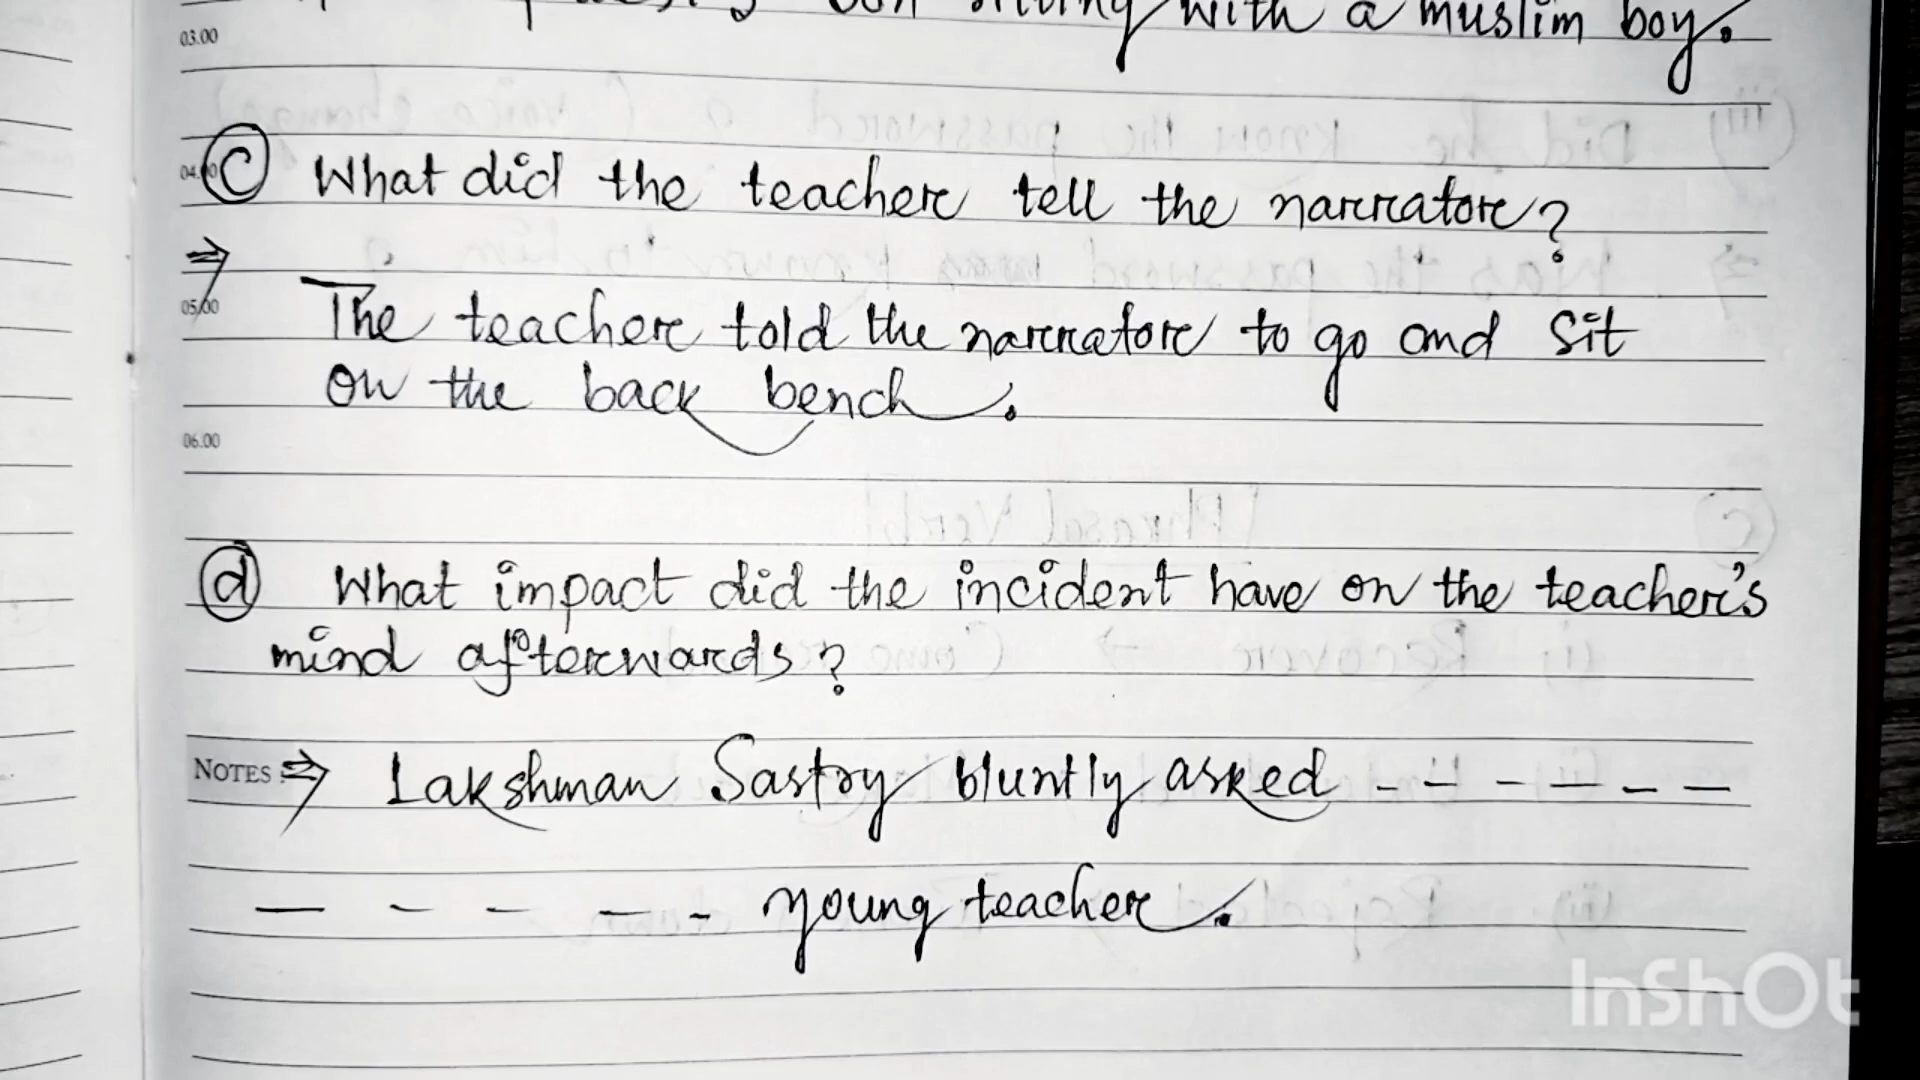 sitting with a muslim boy.
03.00
04.00 (c) What did the teacher tell the narrator?
⇒
05.00 The teacher told the narrator to go and sit
on the back bench.
06.00
(d) What impact did the incident have on the teacher's
mind afterwards?
NOTES ⇒ Lakshman Sastry bluntly asked - - - - - -
- - - - - young teacher.
InShOt